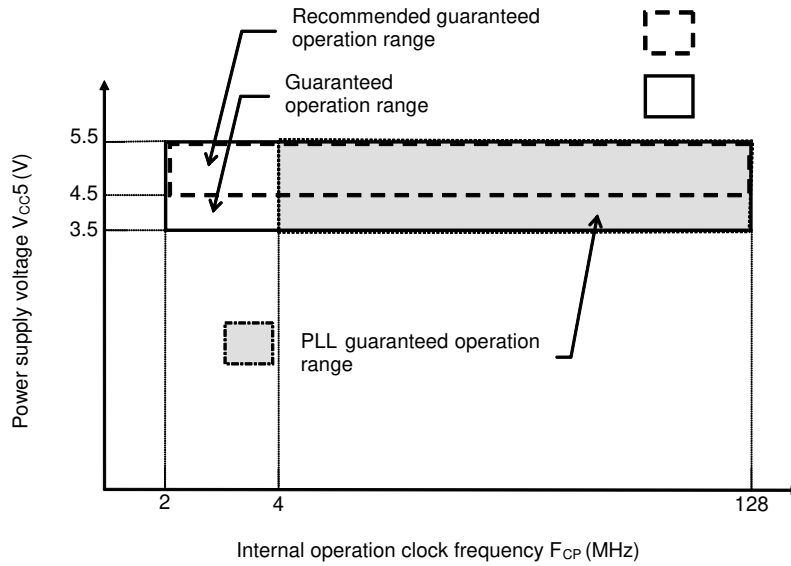 Recommended guaranteed
operation range
Guaranteed
operation range
Power supply voltage VCC5 (V)
5.5
4.5
3.5
PLL guaranteed operation
range
2
4
128
Internal operation clock frequency FCP (MHz)